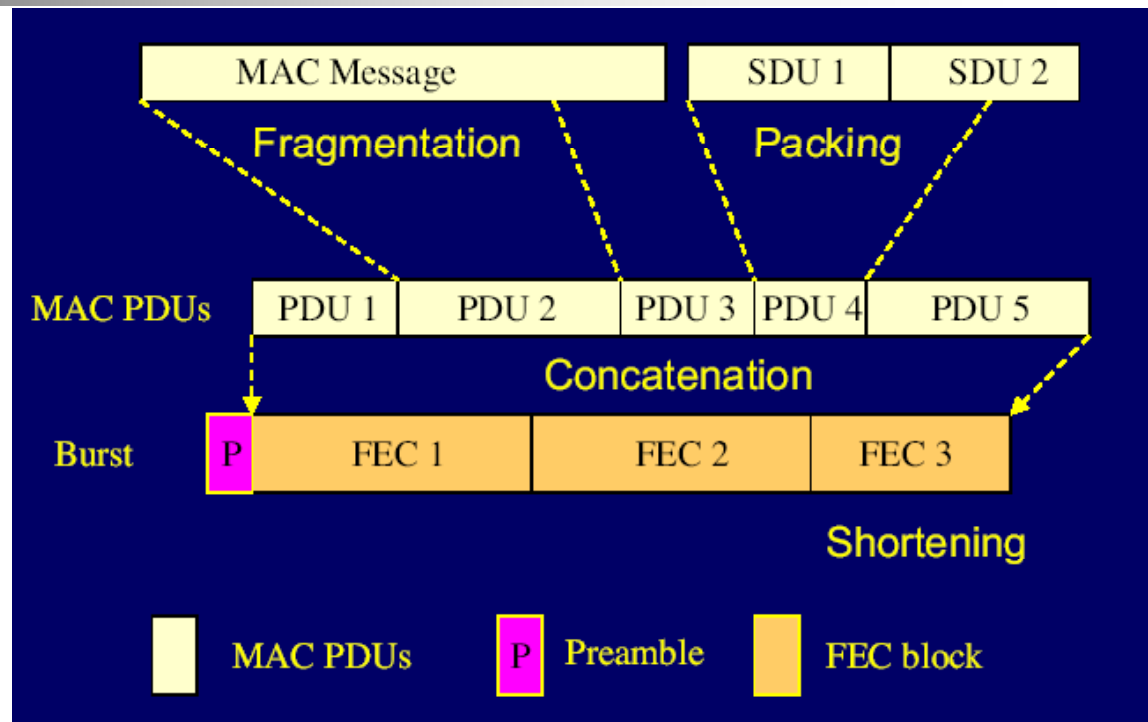 MAC Message SDU 1 SDU 2
Fragmentation Packing
MAC PDUs PDU 1 PDU 2 PDU 3 PDU 4 PDU 5
Concatenation
Burst P FEC 1 FEC 2 FEC 3
Shortening
MAC PDUs P Preamble FEC block